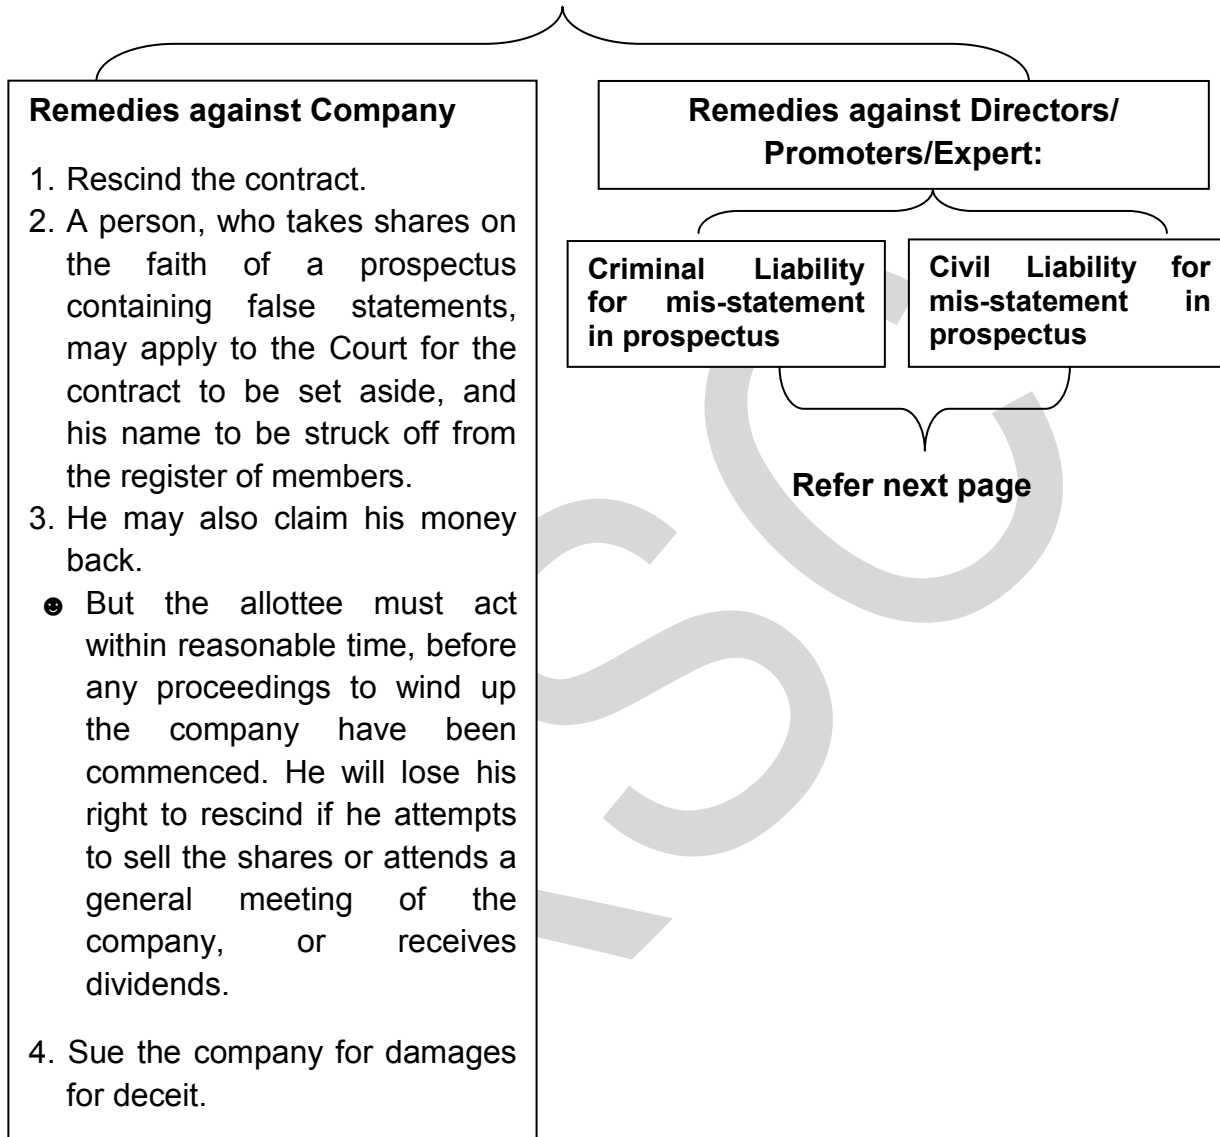 Remedies against Company
1. Rescind the contract.
2. A person, who takes shares on
the faith of a prospectus
containing false statements,
may apply to the Court for the
contract to be set aside, and
his name to be struck off from
the register of members.
3. He may also claim his money
back.
☻ But the allottee must act
within reasonable time, before
any proceedings to wind up
the company have been
commenced. He will lose his
right to rescind if he attempts
to sell the shares or attends a
general meeting of the
company, or receives
dividends.
4. Sue the company for damages
for deceit.
Remedies against Directors/
Promoters/Expert:
Criminal Liability
for mis-statement
in prospectus
Civil Liability for
mis-statement in
prospectus
Refer next page